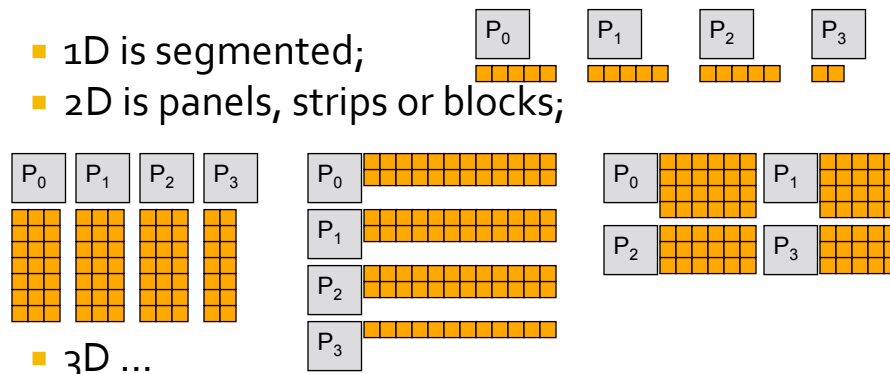 P0 P1 P2 P3
1D is segmented;
2D is panels, strips or blocks;
P0 P1 P2 P3
P0
P1
P2
P3
P0 P1
P2 P3
3D ...